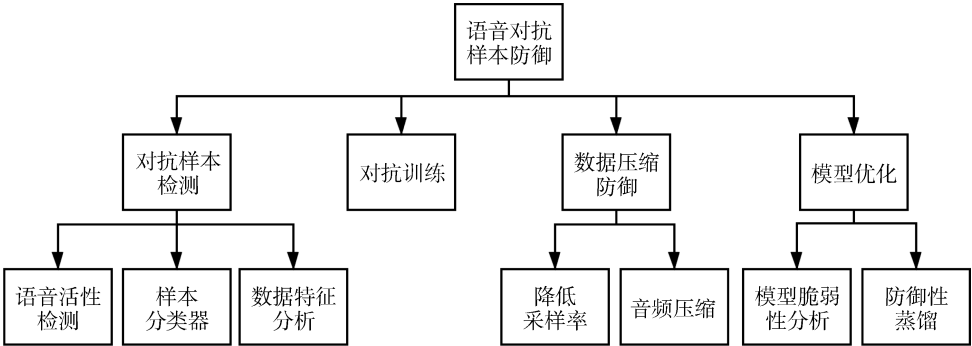 语音对抗
样本防御
对抗样本
检测
对抗训练
数据压缩
防御
模型优化
语音活性
检测
样本
分类器
数据特征
分析
降低
采样率
音频压缩
模型脆弱
性分析
防御性
蒸馏